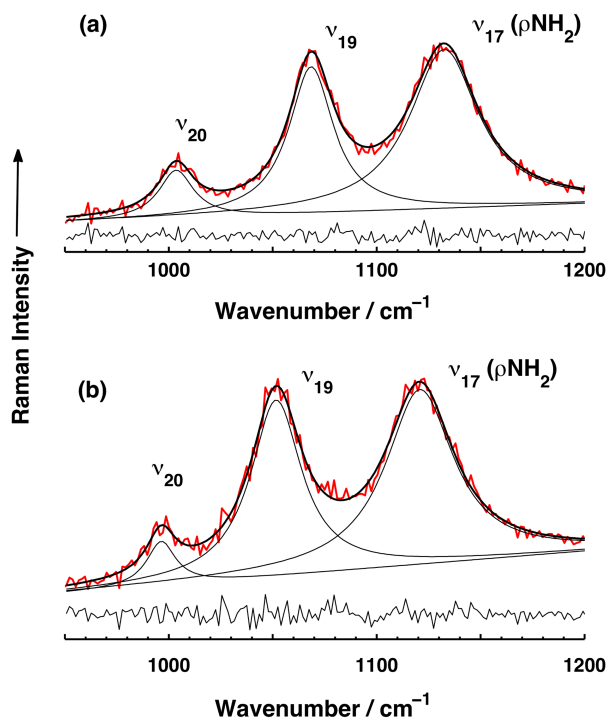 (a)
ν20
ν19
ν17 (ρNH2)
1000 1100 1200
Wavenumber / cm−1
Raman Intensity
(b)
ν20
ν19
ν17 (ρNH2)
1000 1100 1200
Wavenumber / cm−1